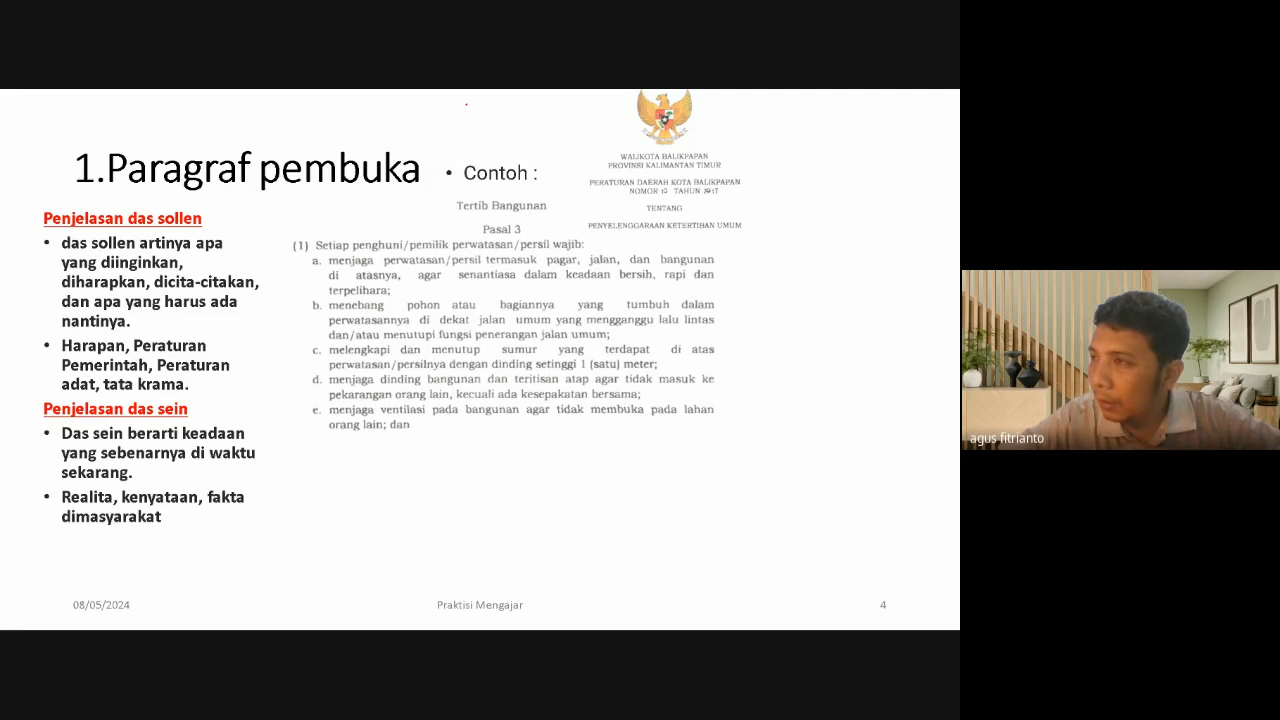 1.Paragraf pembuka
Penjelasan das sollen
• das sollen artinya apa
yang diinginkan,
diharapkan, dicita-citakan,
dan apa yang harus ada
nantinya.
• Harapan, Peraturan
Pemerintah, Peraturan
adat, tata krama.
Penjelasan das sein
• Das sein berarti keadaan
yang sebenarnya di waktu
sekarang.
• Realita, kenyataan, fakta
dimasyarakat
• Contoh :
WALIKOTA BALIKPAPAN
PROVINSI KALIMANTAN TIMUR
PERATURAN DAERAH KOTA BALIKPAPAN
NOMOR 10 TAHUN 2017
TENTANG
PENYELENGGARAAN KETERTIBAN UMUM
Tertib Bangunan
Pasal 3
(1) Setiap penghuni/pemilik perwatasan/persil wajib:
a. menjaga perwatasan/persil termasuk pagar, jalan, dan bangunan
di atasnya, agar senantiasa dalam keadaan bersih, rapi dan
terpelihara;
b. menebang pohon atau bagiannya yang tumbuh dalam
perwatasannya di dekat jalan umum yang mengganggu lalu lintas
dan/atau menutupi fungsi penerangan jalan umum;
c. melengkapi dan menutup sumur yang terdapat di atas
perwatasan/persilnya dengan dinding setinggi 1 (satu) meter;
d. menjaga dinding bangunan dan teritisan atap agar tidak masuk ke
pekarangan orang lain, kecuali ada kesepakatan bersama;
e. menjaga ventilasi pada bangunan agar tidak membuka pada lahan
orang lain; dan
08/05/2024
Praktisi Mengajar
4
agus fitrianto